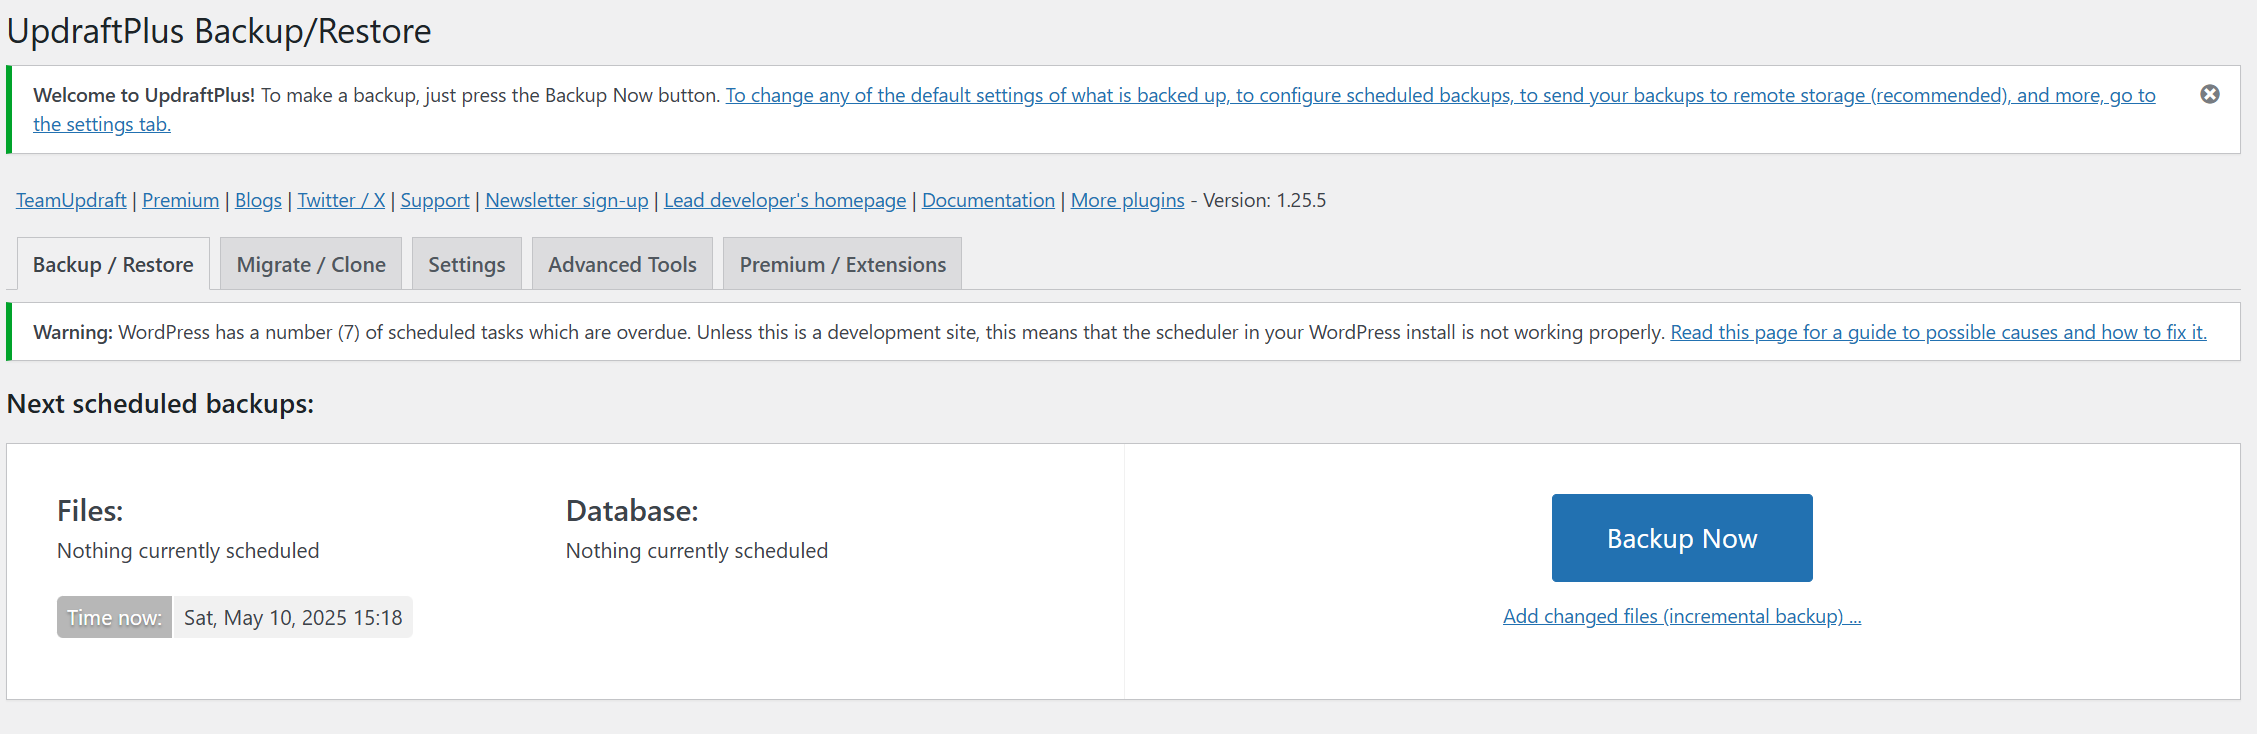 UpdraftPlus Backup/Restore
Welcome to UpdraftPlus! To make a backup, just press the Backup Now button. To change any of the default settings of what is backed up, to configure scheduled backups, to send your backups to remote storage (recommended), and more, go to
the settings tab.
TeamUpdraft | Premium | Blogs | Twitter / X | Support | Newsletter sign-up | Lead developer's homepage | Documentation | More plugins - Version: 1.25.5
Backup / Restore Migrate / Clone Settings Advanced Tools Premium / Extensions
Warning: WordPress has a number (7) of scheduled tasks which are overdue. Unless this is a development site, this means that the scheduler in your WordPress install is not working properly. Read this page for a guide to possible causes and how to fix it.
Next scheduled backups:
Files:
Nothing currently scheduled
Database:
Nothing currently scheduled
Time now: Sat, May 10, 2025 15:18
Backup Now
Add changed files (incremental backup) ...